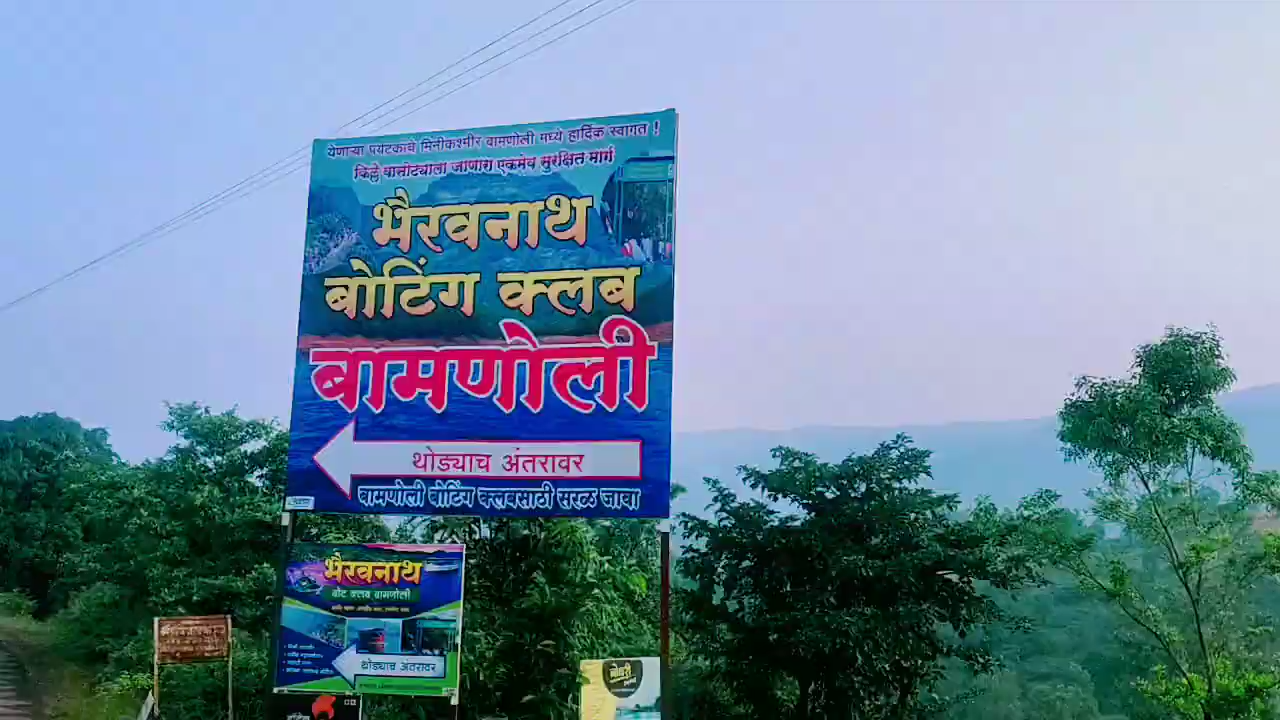 येणाऱ्या पर्यटकांचे मिनीकश्मीर बामणोली मध्ये हार्दिक स्वागत !
किल्ले वासोट्याला जाणारा एकमेव सुरक्षित मार्ग
भैरवनाथ
बोटिंग क्लब
बामणोली
थोड्याच अंतरावर
बामणोली बोटिंग क्लबसाठी सरळ जावा
भैरवनाथ
बोट क्लब बामणोली
थोड्याच अंतरावर